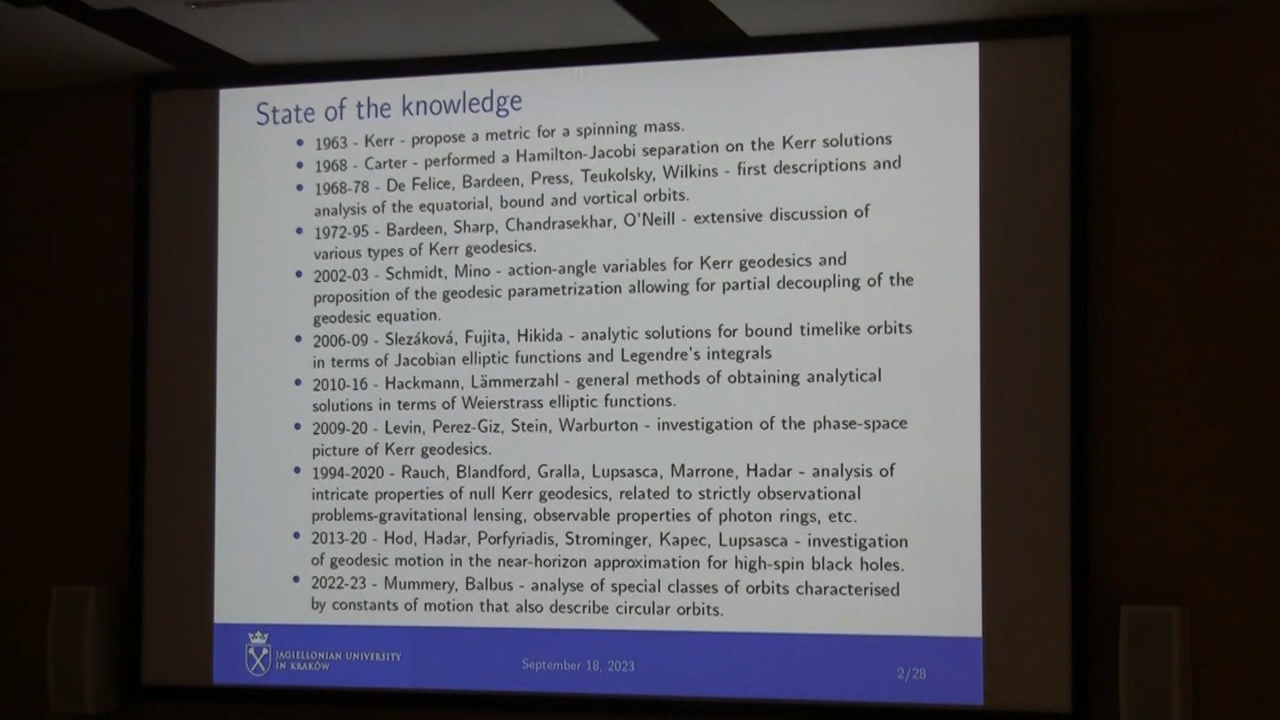 State of the knowledge
• 1963 - Kerr - propose a metric for a spinning mass.
• 1968 - Carter - performed a Hamilton-Jacobi separation on the Kerr solutions
• 1968-78 - De Felice, Bardeen, Press, Teukolsky, Wilkins - first descriptions and
analysis of the equatorial, bound and vortical orbits.
• 1972-95 - Bardeen, Sharp, Chandrasekhar, O'Neill - extensive discussion of
various types of Kerr geodesics.
• 2002-03 - Schmidt, Mino - action-angle variables for Kerr geodesics and
proposition of the geodesic parametrization allowing for partial decoupling of the
geodesic equation.
• 2006-09 - Slezáková, Fujita, Hikida - analytic solutions for bound timelike orbits
in terms of Jacobian elliptic functions and Legendre's integrals
• 2010-16 - Hackmann, Lämmerzahl - general methods of obtaining analytical
solutions in terms of Weierstrass elliptic functions.
• 2009-20 - Levin, Perez-Giz, Stein, Warburton - investigation of the phase-space
picture of Kerr geodesics.
• 1994-2020 - Rauch, Blandford, Gralla, Lupsasca, Marrone, Hadar - analysis of
intricate properties of null Kerr geodesics, related to strictly observational
problems-gravitational lensing, observable properties of photon rings, etc.
• 2013-20 - Hod, Hadar, Porfyriadis, Strominger, Kapec, Lupsasca - investigation
of geodesic motion in the near-horizon approximation for high-spin black holes.
• 2022-23 - Mummery, Balbus - analyse of special classes of orbits characterised
by constants of motion that also describe circular orbits.
JAGIELLONIAN UNIVERSITY
IN KRAKÓW
September 18, 2023
2/28